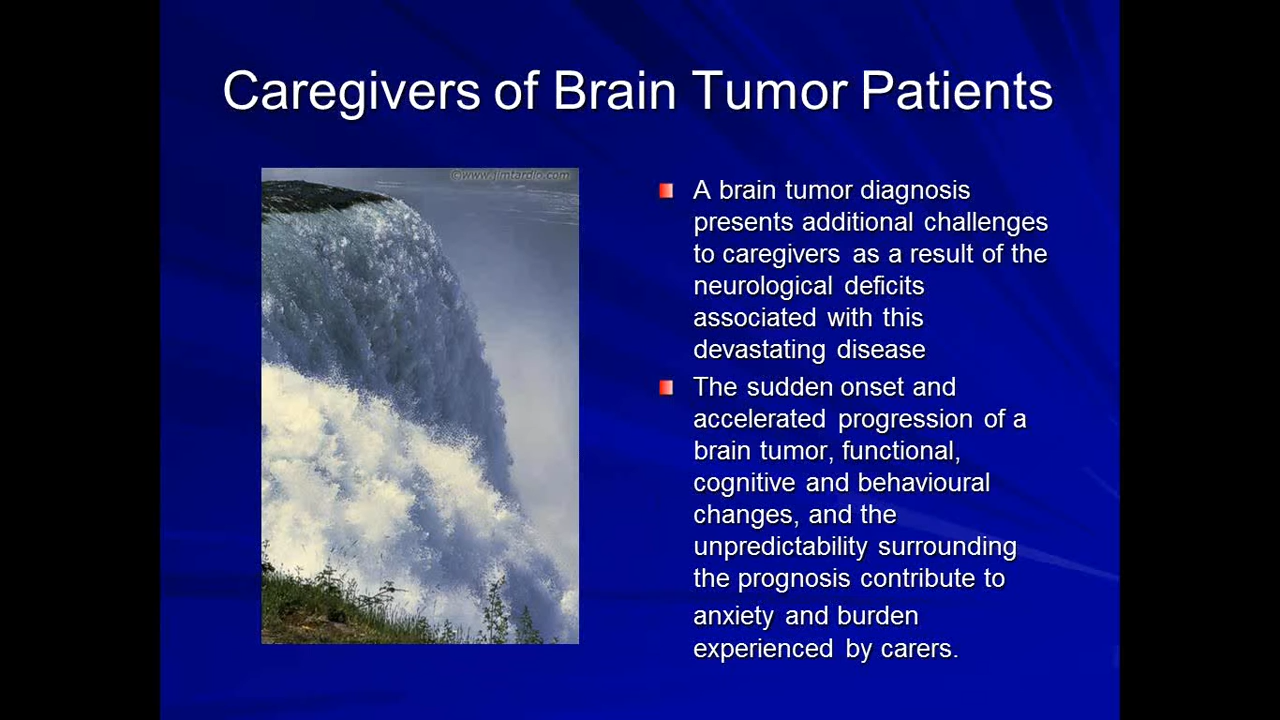 Caregivers of Brain Tumor Patients
©www.jimtardio.com
A brain tumor diagnosis
presents additional challenges
to caregivers as a result of the
neurological deficits
associated with this
devastating disease
The sudden onset and
accelerated progression of a
brain tumor, functional,
cognitive and behavioural
changes, and the
unpredictability surrounding
the prognosis contribute to
anxiety and burden
experienced by carers.